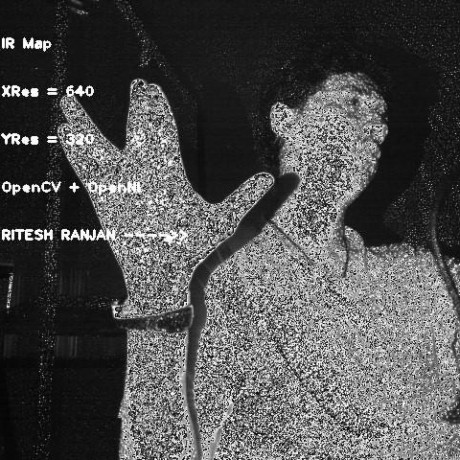 IR Map
XRes = 640
YRes = 320
OpenCV + OpenNI
RITESH RANJAN ---->>